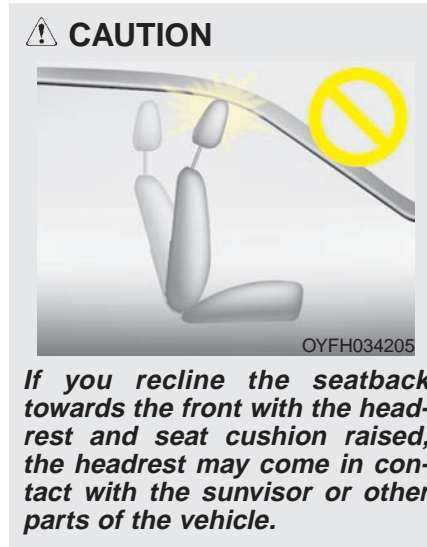 CAUTION
OYFH034205
If you recline the seatback
towards the front with the head-
rest and seat cushion raised,
the headrest may come in con-
tact with the sunvisor or other
parts of the vehicle.